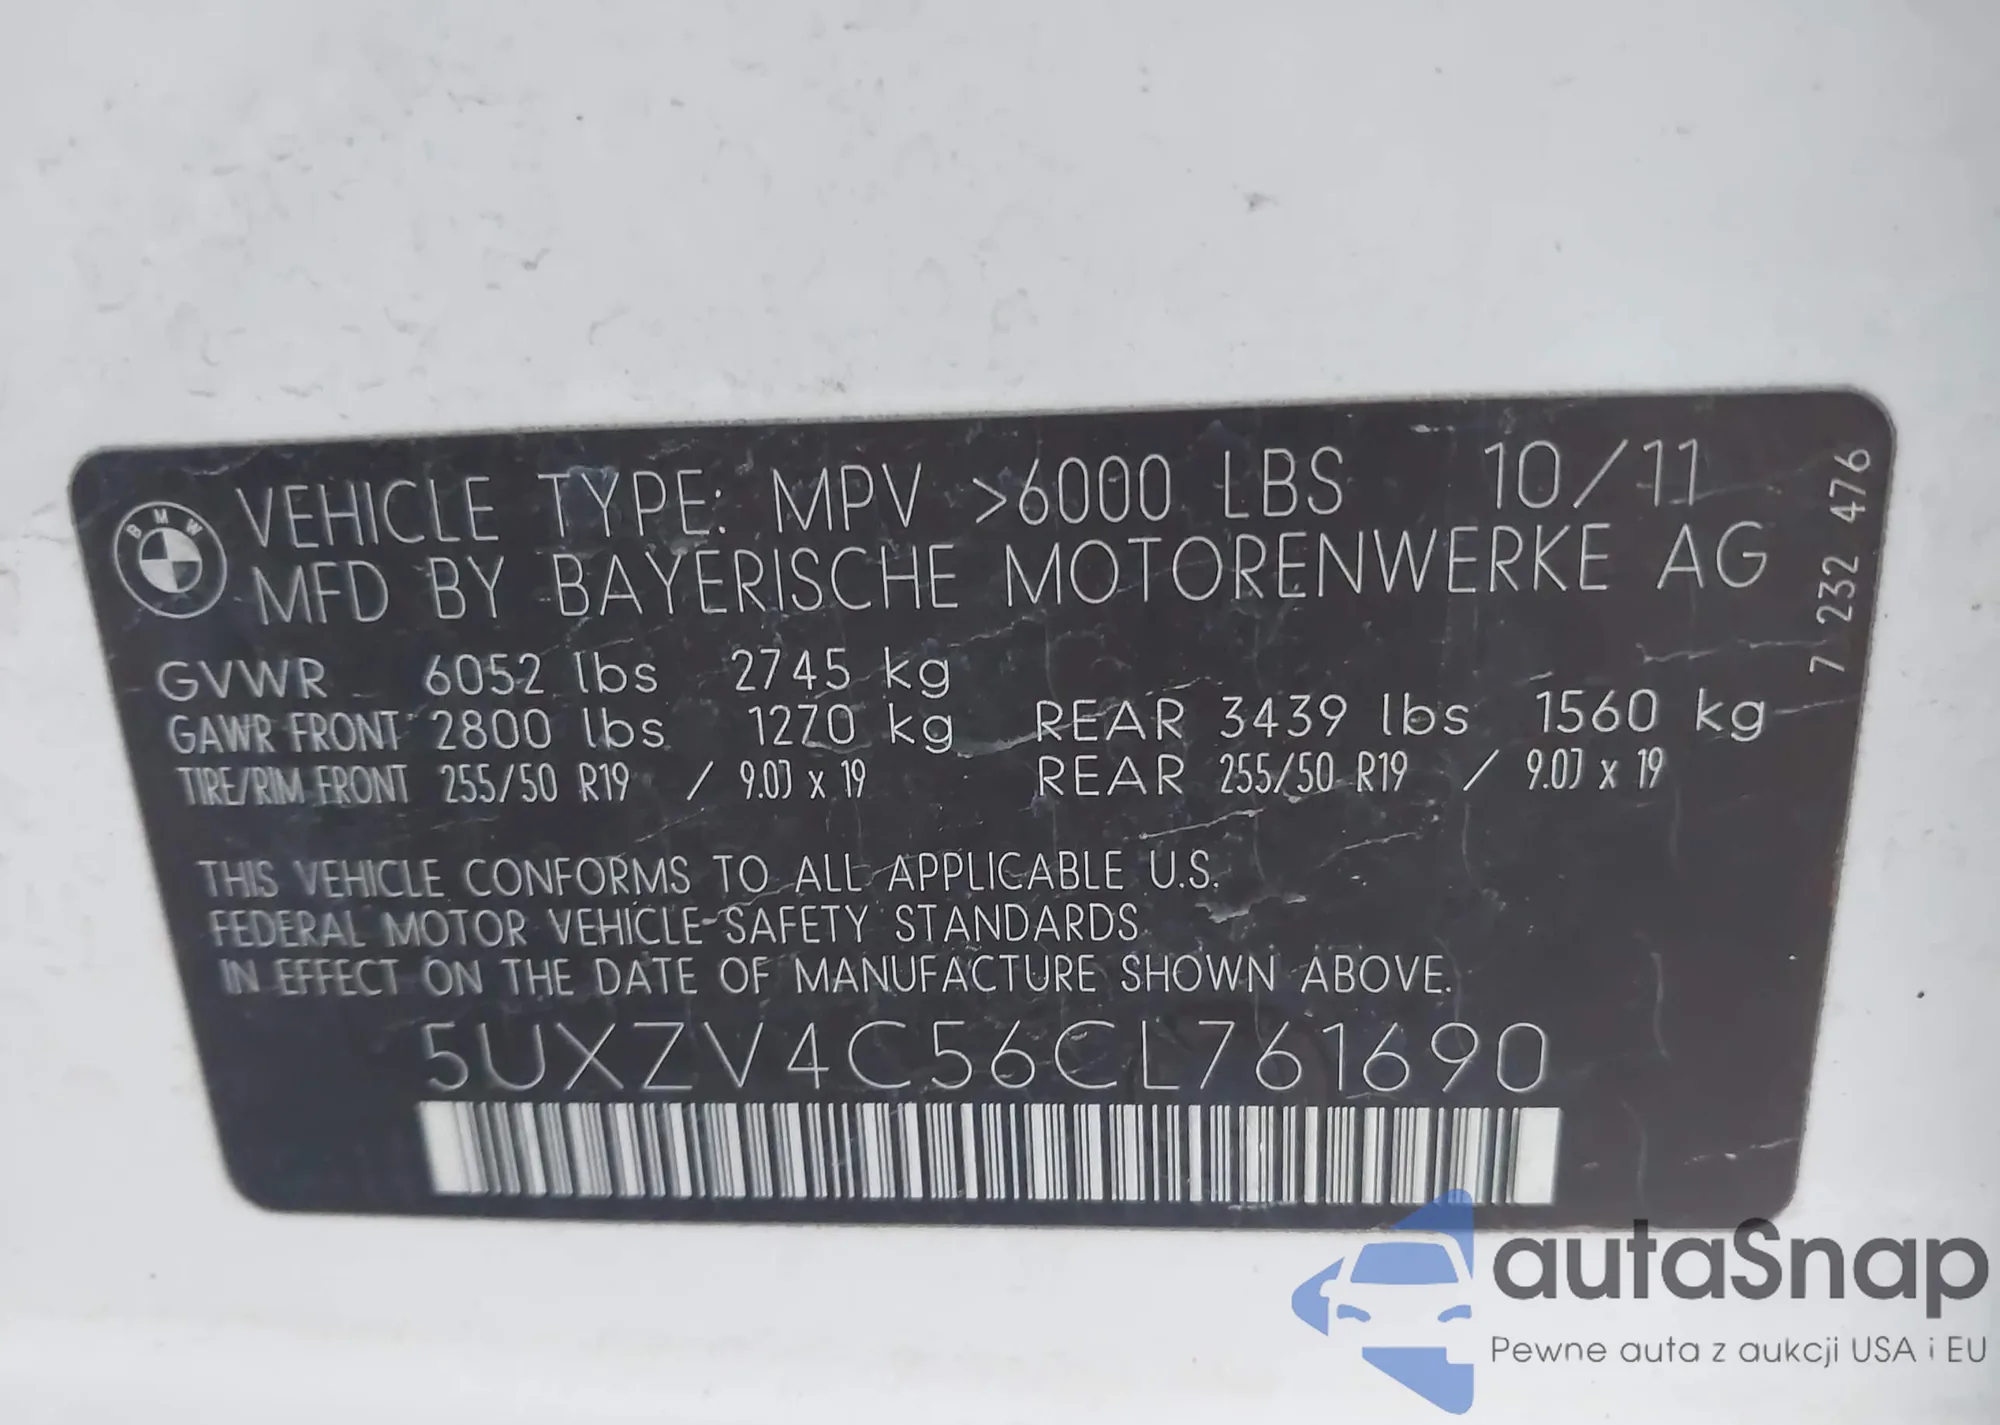 BMW
VEHICLE TYPE: MPV >6000 LBS 10/11
MFD BY BAYERISCHE MOTORENWERKE AG
GVWR 6052 lbs 2745 kg
GAWR FRONT 2800 lbs 1270 kg REAR 3439 lbs 1560 kg
TIRE/RIM FRONT 255/50 R19 / 9.0J x 19 REAR 255/50 R19 / 9.0J x 19
7 232 476
THIS VEHICLE CONFORMS TO ALL APPLICABLE U.S.
FEDERAL MOTOR VEHICLE SAFETY STANDARDS
IN EFFECT ON THE DATE OF MANUFACTURE SHOWN ABOVE.
5UXZV4C56CL761690
autaSnap
Pewne auta z aukcji USA i EU